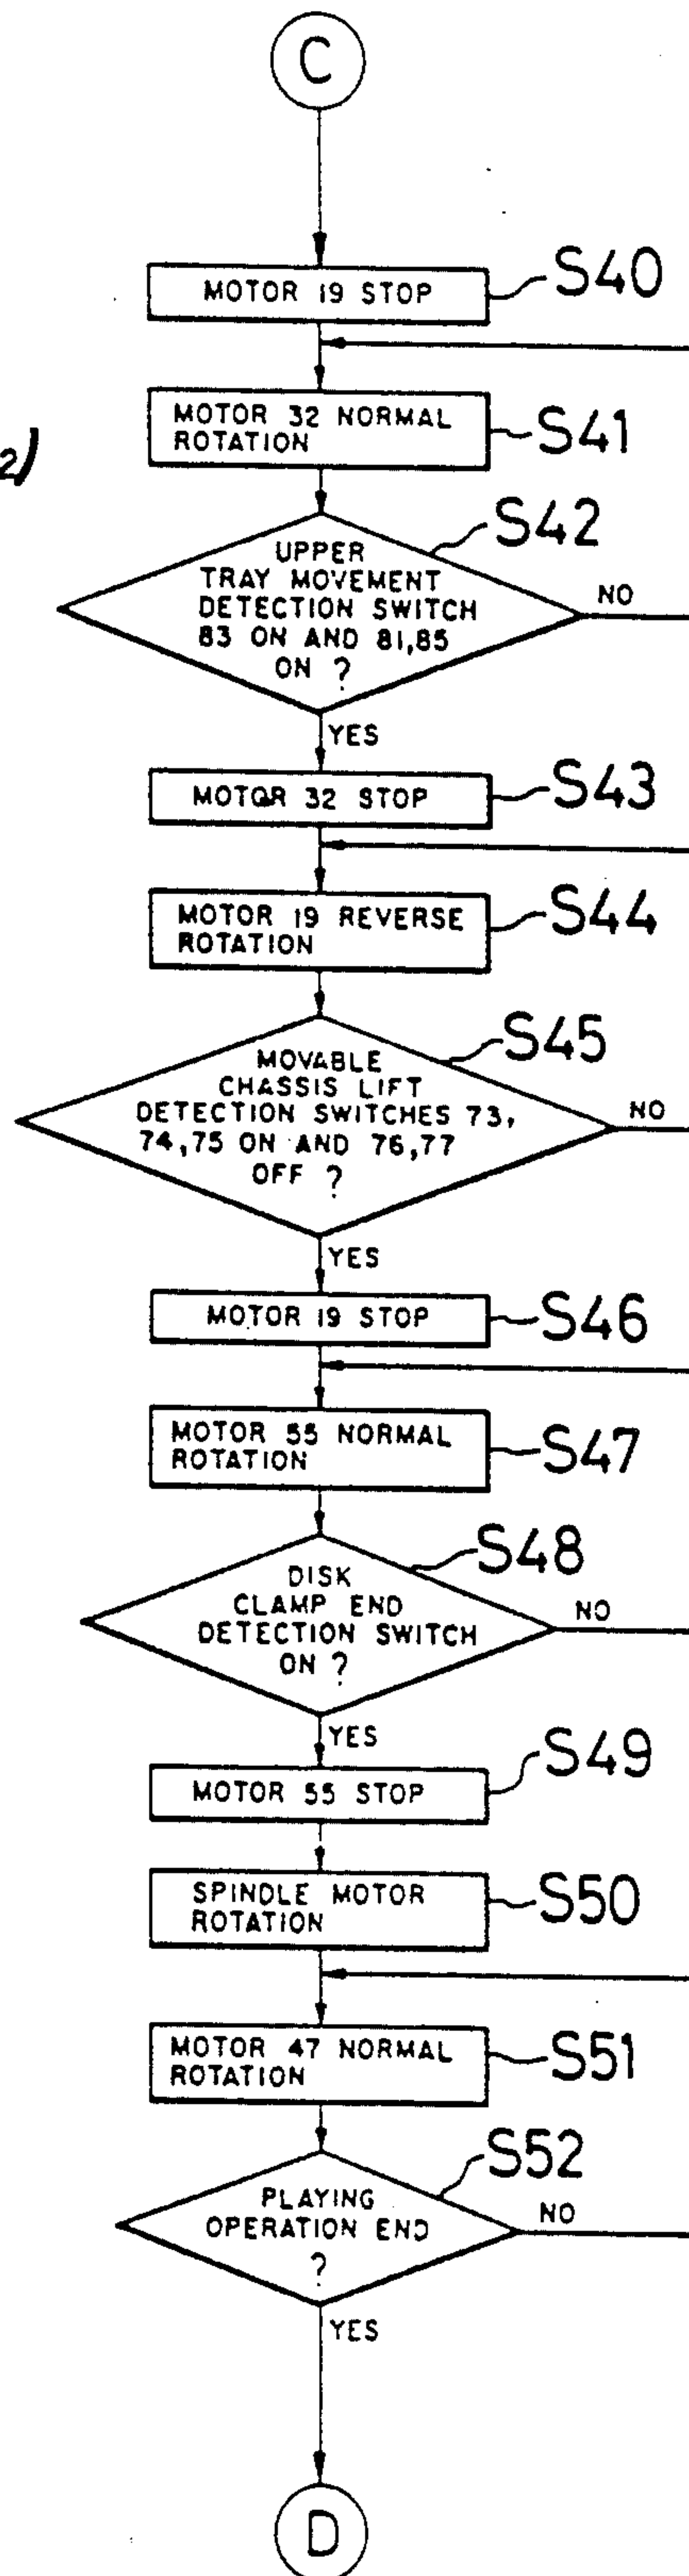 C
MOTOR 19 STOP
S40
MOTOR 32 NORMAL
ROTATION
S41
2)
S42
UPPER
TRAY MOVEMENT
DETECTION SWITCH
83 ON AND 81,85
ON ?
NO
YES
MOTOR 32 STOP
S43
MOTOR 19 REVERSE
ROTATION
S44
S45
MOVABLE
CHASSIS LIFT
DETECTION SWITCHES 73,
74,75 ON AND 76,77
OFF ?
NO
YES
MOTOR 19 STOP
S46
MOTOR 55 NORMAL
ROTATION
S47
S48
DISK
CLAMP END
DETECTION SWITCH
ON ?
NO
YES
MOTOR 55 STOP
S49
SPINDLE MOTOR
ROTATION
S50
MOTOR 47 NORMAL
ROTATION
S51
S52
PLAYING
OPERATION END
?
NO
YES
D